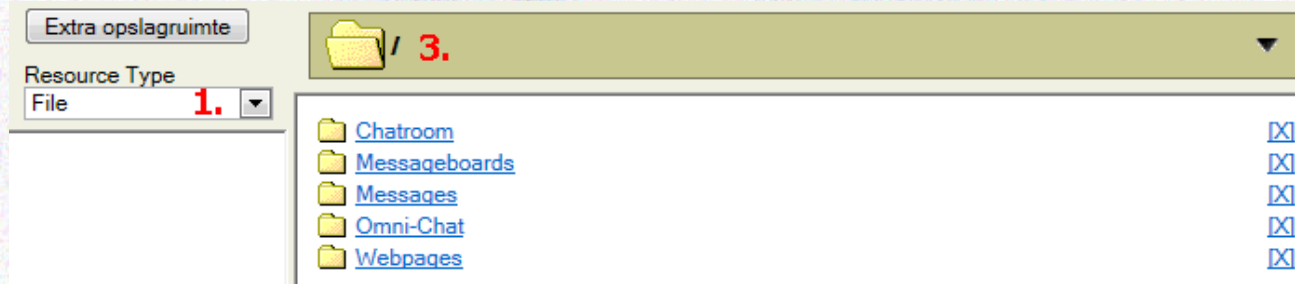 Extra opslagruimte
/ 3.
Resource Type
File 1.
Chatroom [X]
Messageboards [X]
Messages [X]
Omni-Chat [X]
Webpages [X]